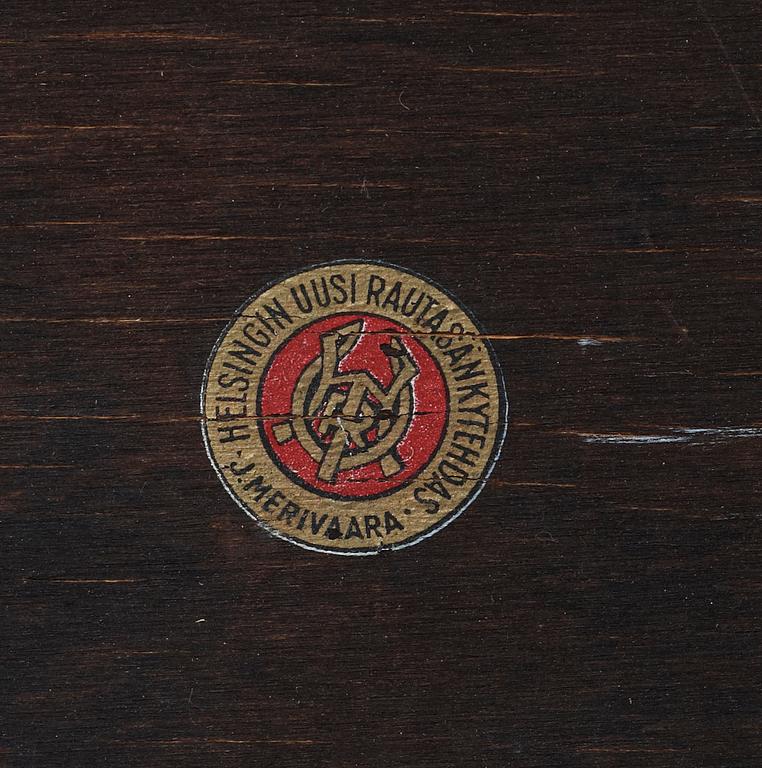 HELSINGIN UUSI RAUTASÄNKYTEHDAS
· J.MERIVAARA ·